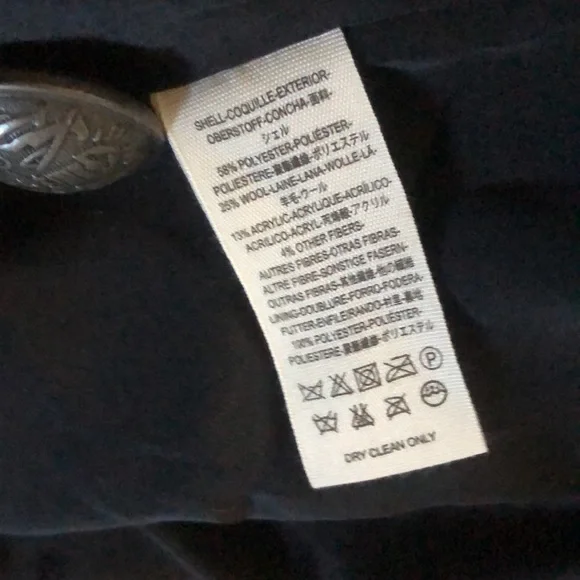 SHELL-COQUILLE-EXTERIOR-
OBERSTOFF-CONCHA-面料-
シェル
58% POLYESTER-POLIÉSTER-
POLIESTERE-聚酯纖維-ポリエステル
25% WOOL-LAINE-LANA-WOLLE-LÃ-
羊毛-ウール
13% ACRYLIC-ACRYLIQUE-ACRÍLICO-
ACRILICO-ACRYL-丙烯酸-アクリル
4% OTHER FIBERS-
AUTRES FIBRES-OTRAS FIBRAS-
ALTRE FIBRE-SONSTIGE FASERN-
OUTRAS FIBRAS-其他纖維-他の繊維
LINING-DOUBLURE-FORRO-FODERA-
FUTTER-ENFILEIRANDO-村里-裏毛
100% POLYESTER-POLIÉSTER-
POLIESTERE-聚酯纖維-ポリエステル
P
DRY CLEAN ONLY